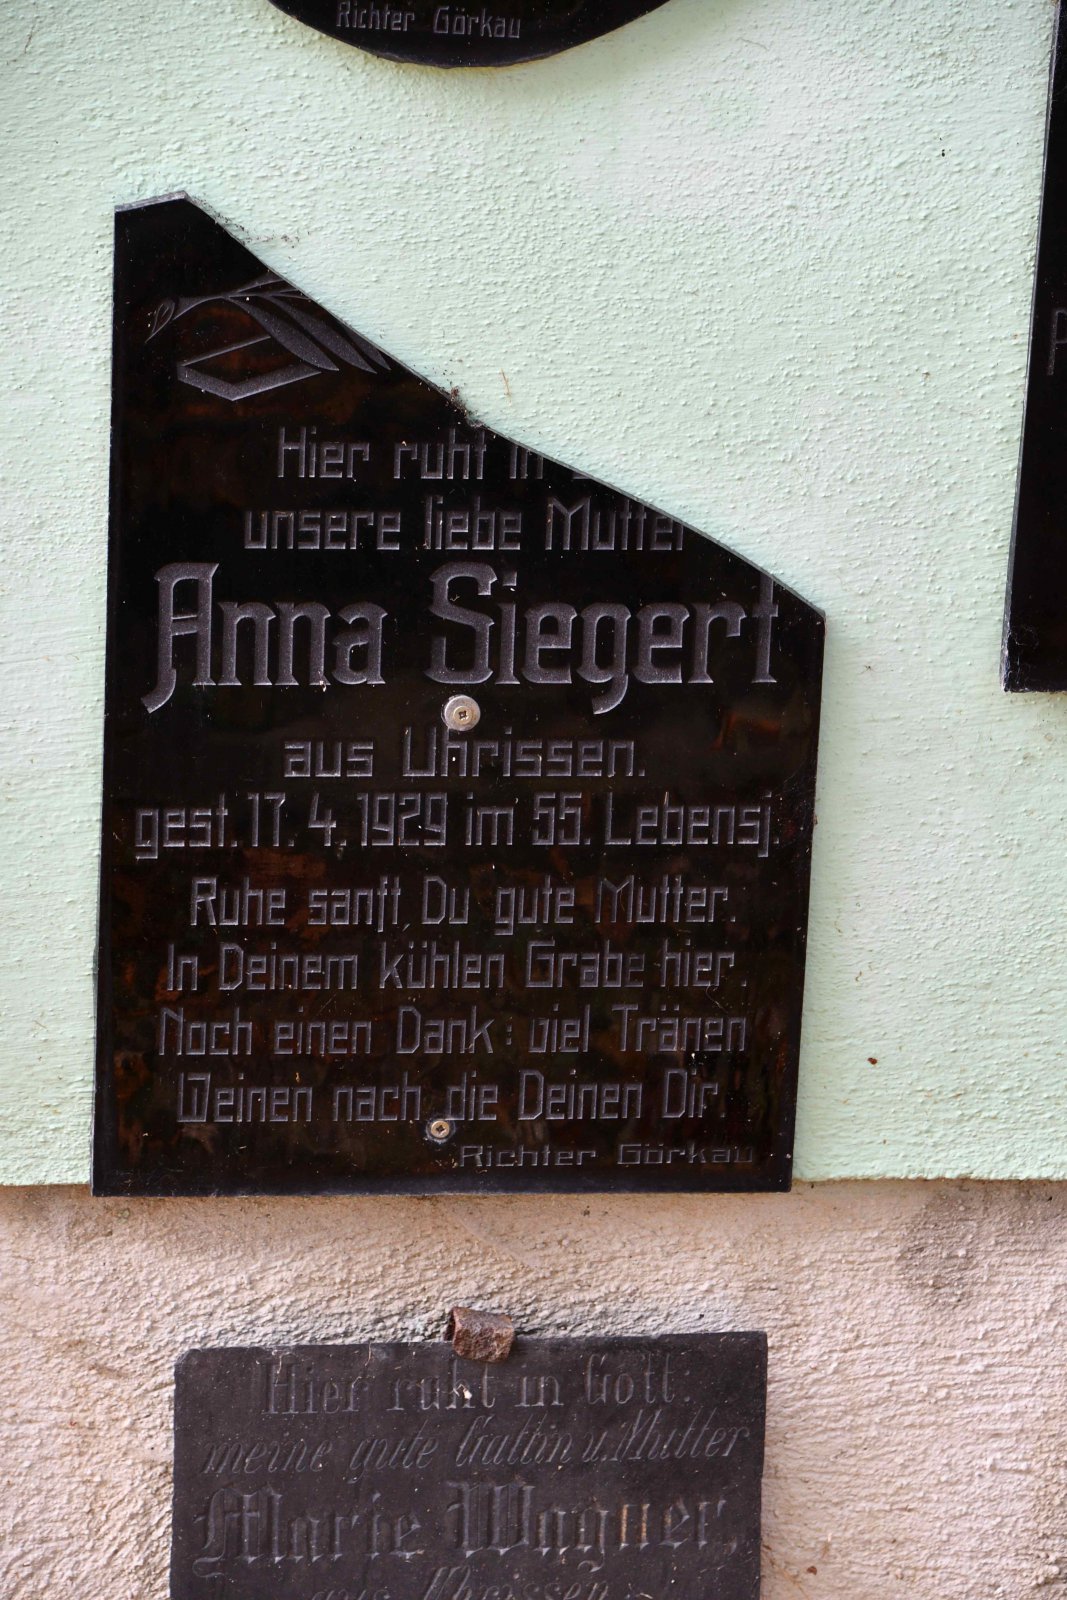 Richter Görkau
Hier ruht in
unsere liebe Mutter
Anna Siegert
aus Uhrissen.
gest. 17. 4. 1929 im 55. Lebensj.
Ruhe sanft, Du gute Mutter.
In Deinem kühlen Grabe hier.
Noch einen Dank: viel Tränen
Weinen nach die Deinen Dir.
Richter Görkau
Hier ruht in Gott:
meine gute Gattin u. Mutter
Marie Wagner,
aus Uhrissen